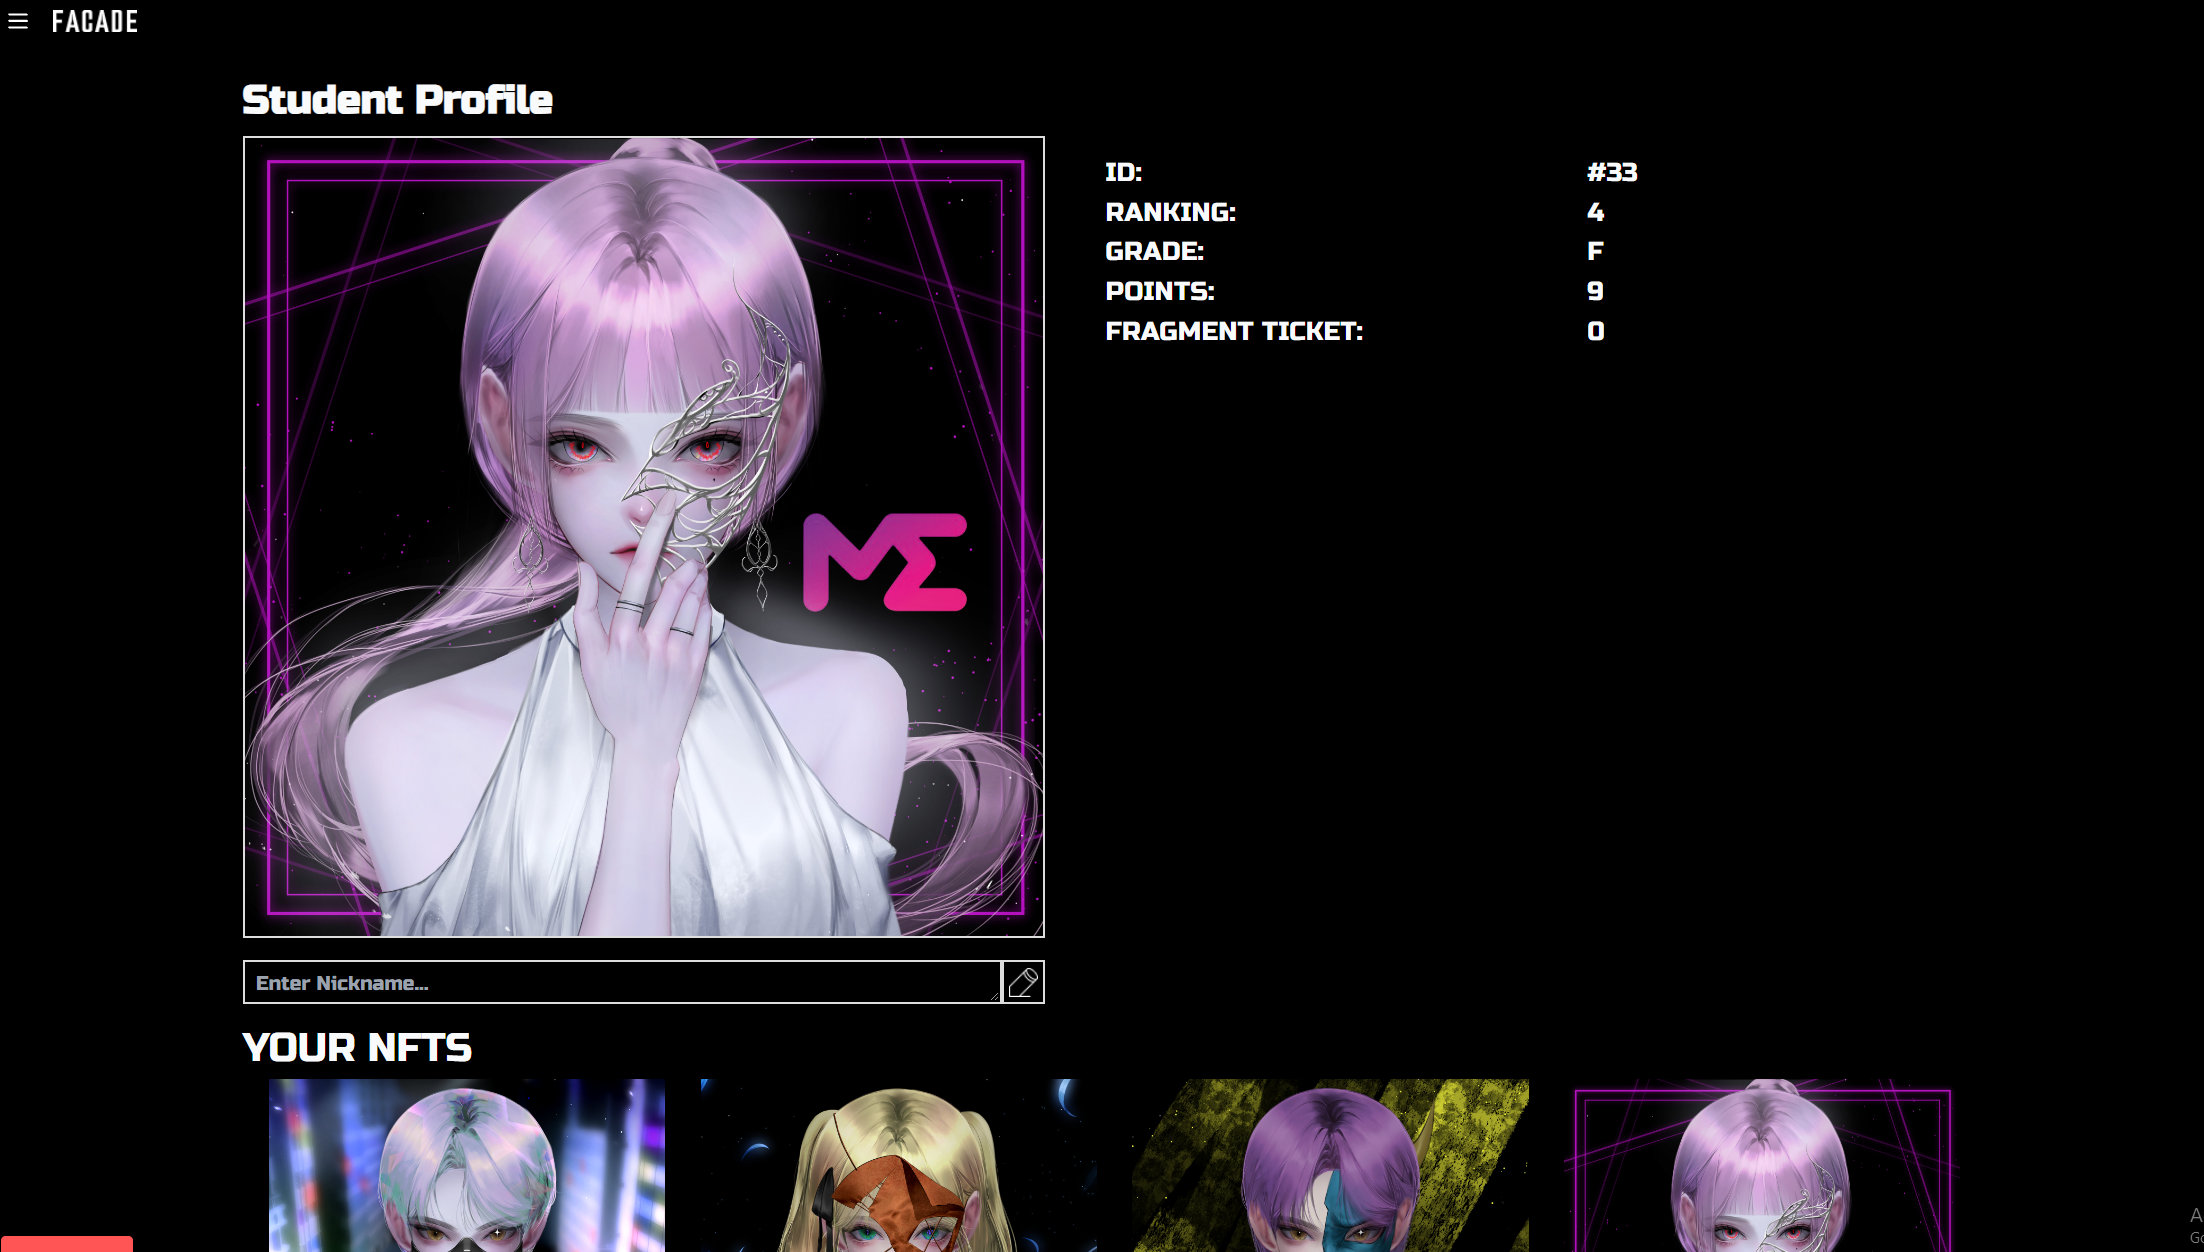 FACADE
Student Profile
ID: #33
RANKING: 4
GRADE: F
POINTS: 9
FRAGMENT TICKET: 0
ME
Enter Nickname...
YOUR NFTS